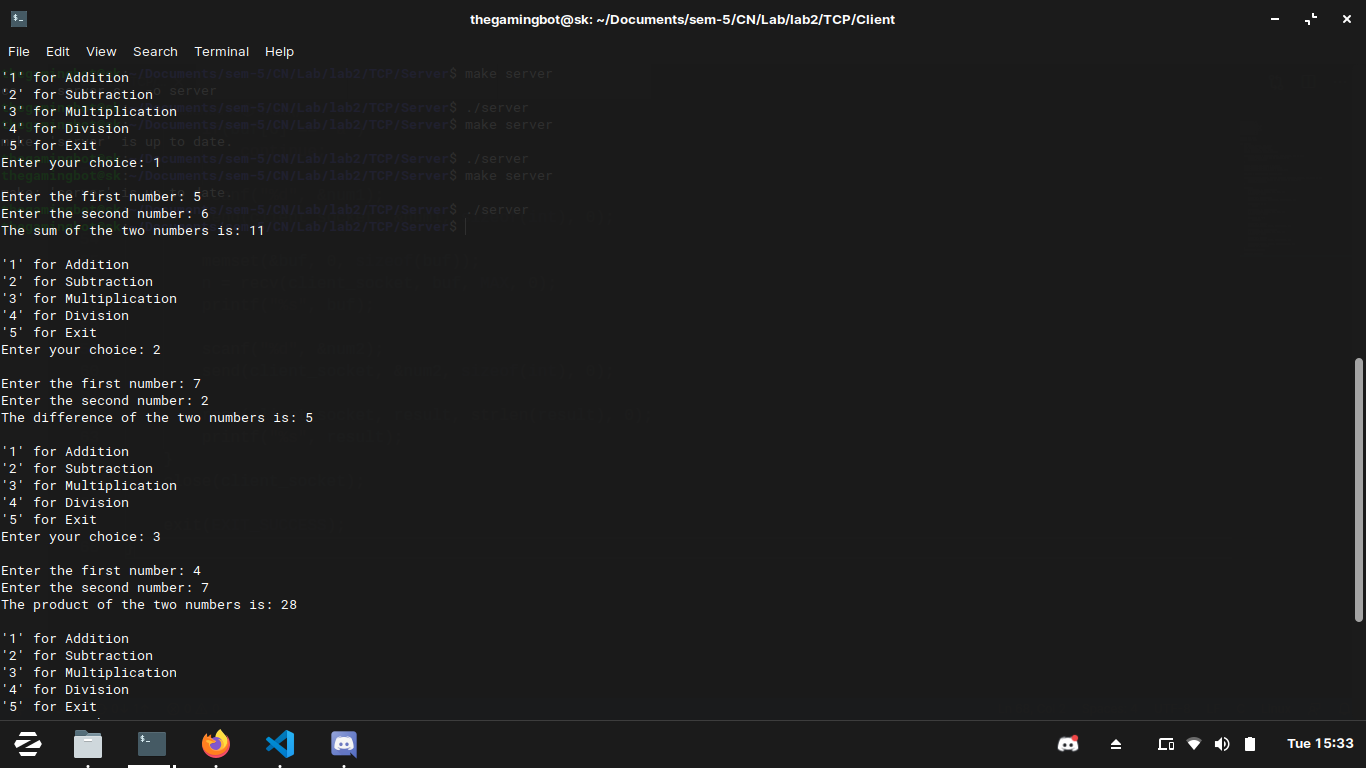 thegamingbot@sk: ~/Documents/sem-5/CN/Lab/lab2/TCP/Client
File Edit View Search Terminal Help
'1' for Addition
'2' for Subtraction
'3' for Multiplication
'4' for Division
'5' for Exit
Enter your choice: 1
Enter the first number: 5
Enter the second number: 6
The sum of the two numbers is: 11
'1' for Addition
'2' for Subtraction
'3' for Multiplication
'4' for Division
'5' for Exit
Enter your choice: 2
Enter the first number: 7
Enter the second number: 2
The difference of the two numbers is: 5
'1' for Addition
'2' for Subtraction
'3' for Multiplication
'4' for Division
'5' for Exit
Enter your choice: 3
Enter the first number: 4
Enter the second number: 7
The product of the two numbers is: 28
'1' for Addition
'2' for Subtraction
'3' for Multiplication
'4' for Division
'5' for Exit
Tue 15:33